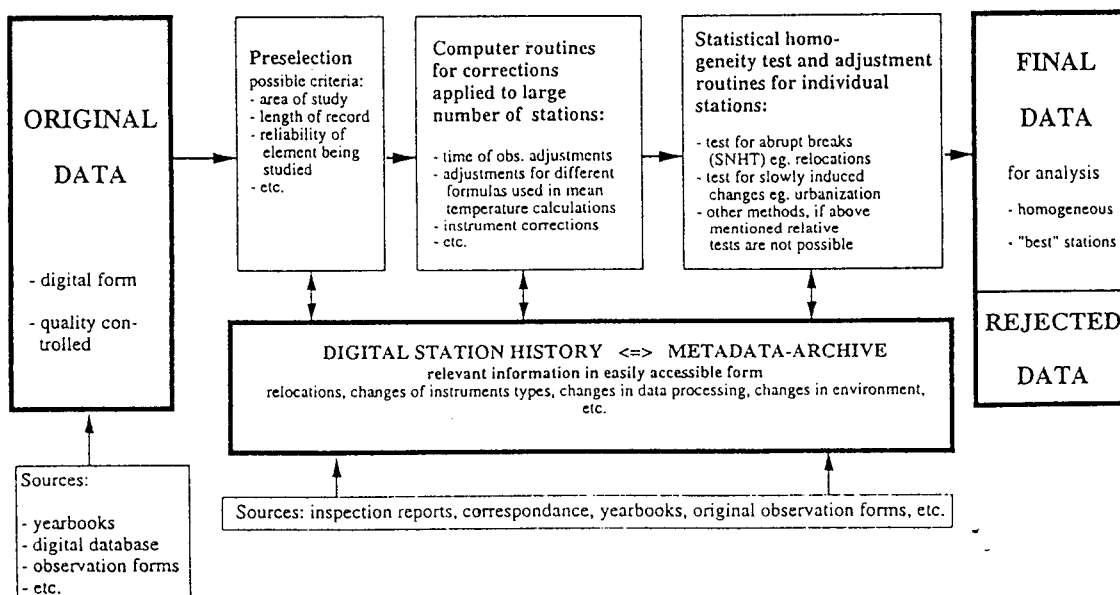 ORIGINAL
DATA
- digital form
- quality con-
trolled
Preselection
possible criteria:
- area of study
- length of record
- reliability of
element being
studied
- etc.
Computer routines
for corrections
applied to large
number of stations:
- time of obs. adjustments
- adjustments for different
formulas used in mean
temperature calculations
- instrument corrections
- etc.
Statistical homo-
geneity test and adjustment
routines for individual
stations:
- test for abrupt breaks
(SNHT) eg. relocations
- test for slowly induced
changes eg. urbanization
- other methods, if above
mentioned relative
tests are not possible
FINAL
DATA
for analysis
- homogeneous
- "best" stations
REJECTED
DATA
DIGITAL STATION HISTORY <=> METADATA-ARCHIVE
relevant information in easily accessible form
relocations, changes of instruments types, changes in data processing, changes in environment,
etc.
Sources:
- yearbooks
- digital database
- observation forms
- etc.
Sources: inspection reports, correspondance, yearbooks, original observation forms, etc.